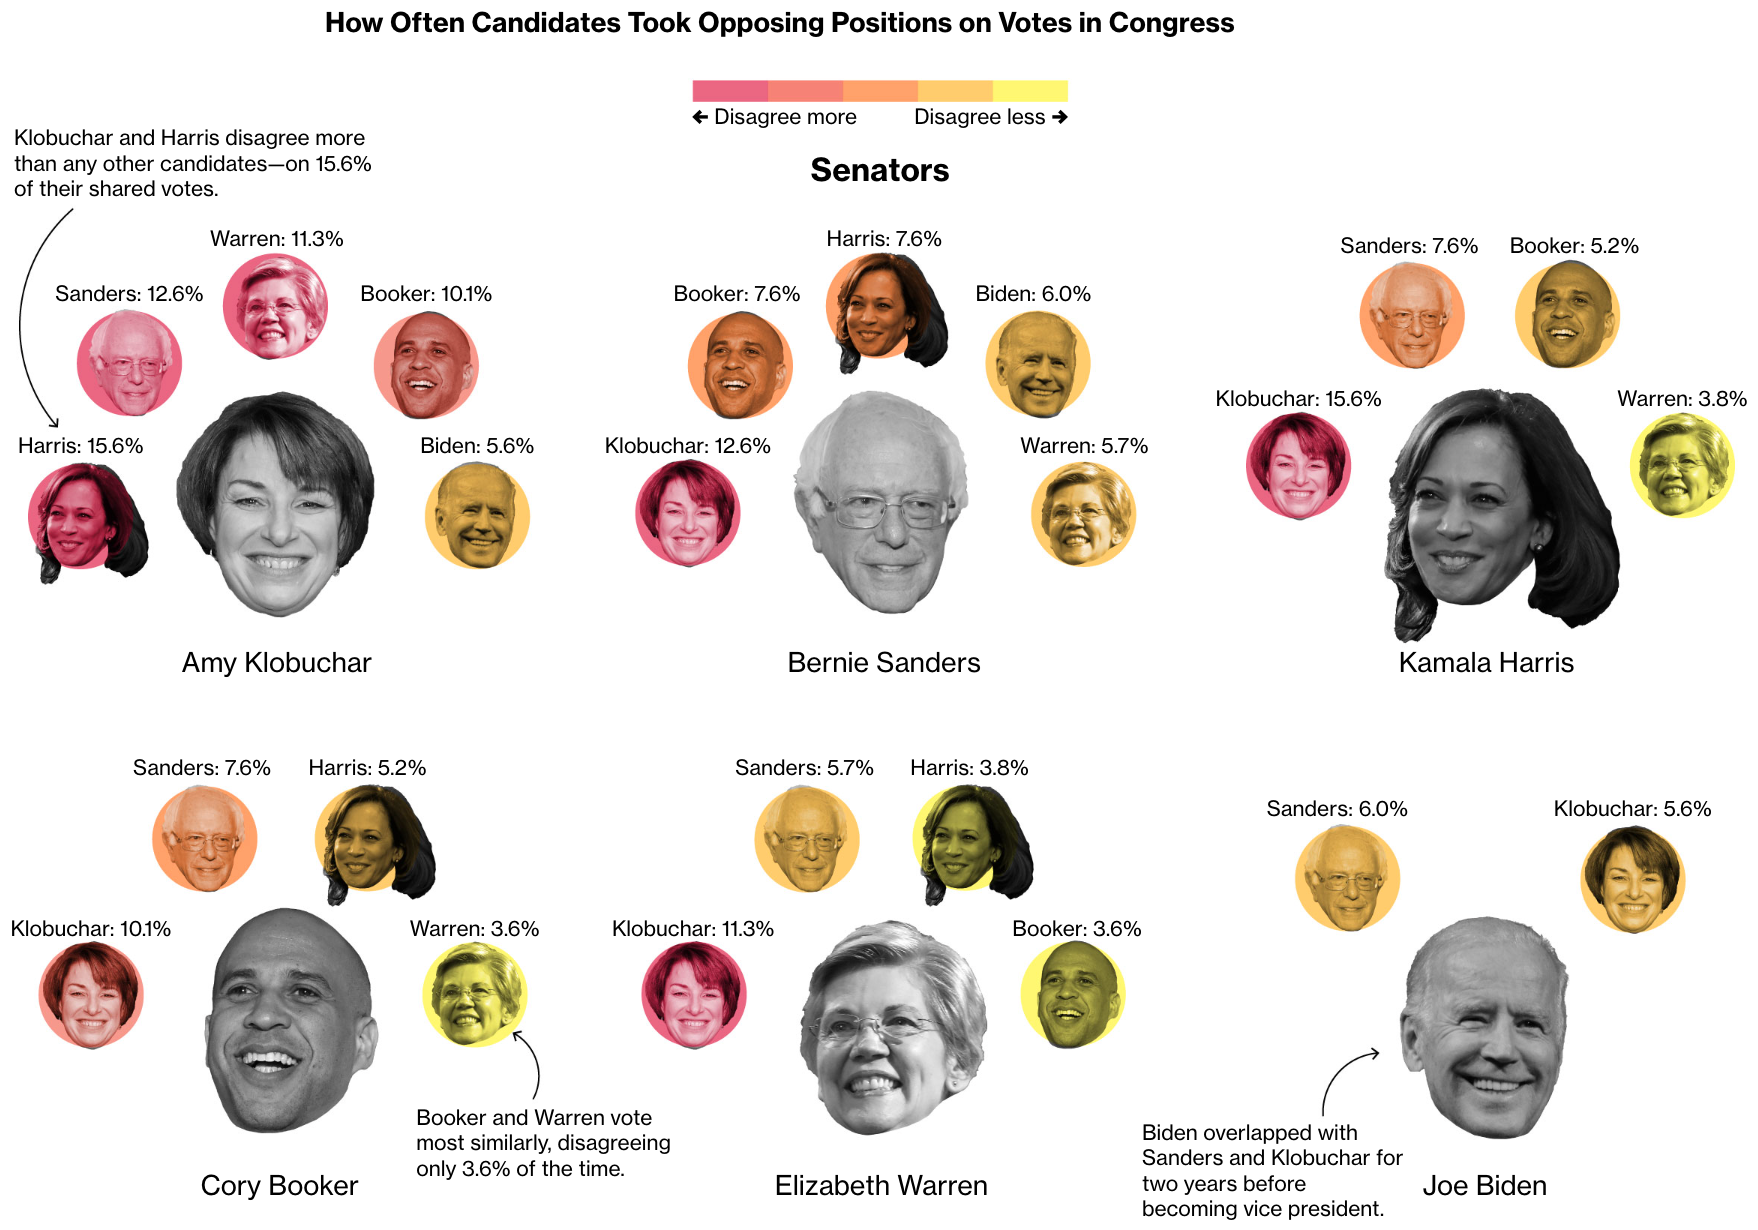 How Often Candidates Took Opposing Positions on Votes in Congress
← Disagree more
Disagree less →
Senators
Klobuchar and Harris disagree more
than any other candidates—on 15.6%
of their shared votes.
Warren: 11.3%
Sanders: 12.6%
Booker: 10.1%
Harris: 15.6%
Biden: 5.6%
Amy Klobuchar
Harris: 7.6%
Booker: 7.6%
Biden: 6.0%
Klobuchar: 12.6%
Warren: 5.7%
Bernie Sanders
Sanders: 7.6%
Booker: 5.2%
Klobuchar: 15.6%
Warren: 3.8%
Kamala Harris
Sanders: 7.6%
Harris: 5.2%
Klobuchar: 10.1%
Warren: 3.6%
Booker and Warren vote
most similarly, disagreeing
only 3.6% of the time.
Cory Booker
Sanders: 5.7%
Harris: 3.8%
Klobuchar: 11.3%
Booker: 3.6%
Elizabeth Warren
Sanders: 6.0%
Klobuchar: 5.6%
Biden overlapped with
Sanders and Klobuchar for
two years before
becoming vice president.
Joe Biden